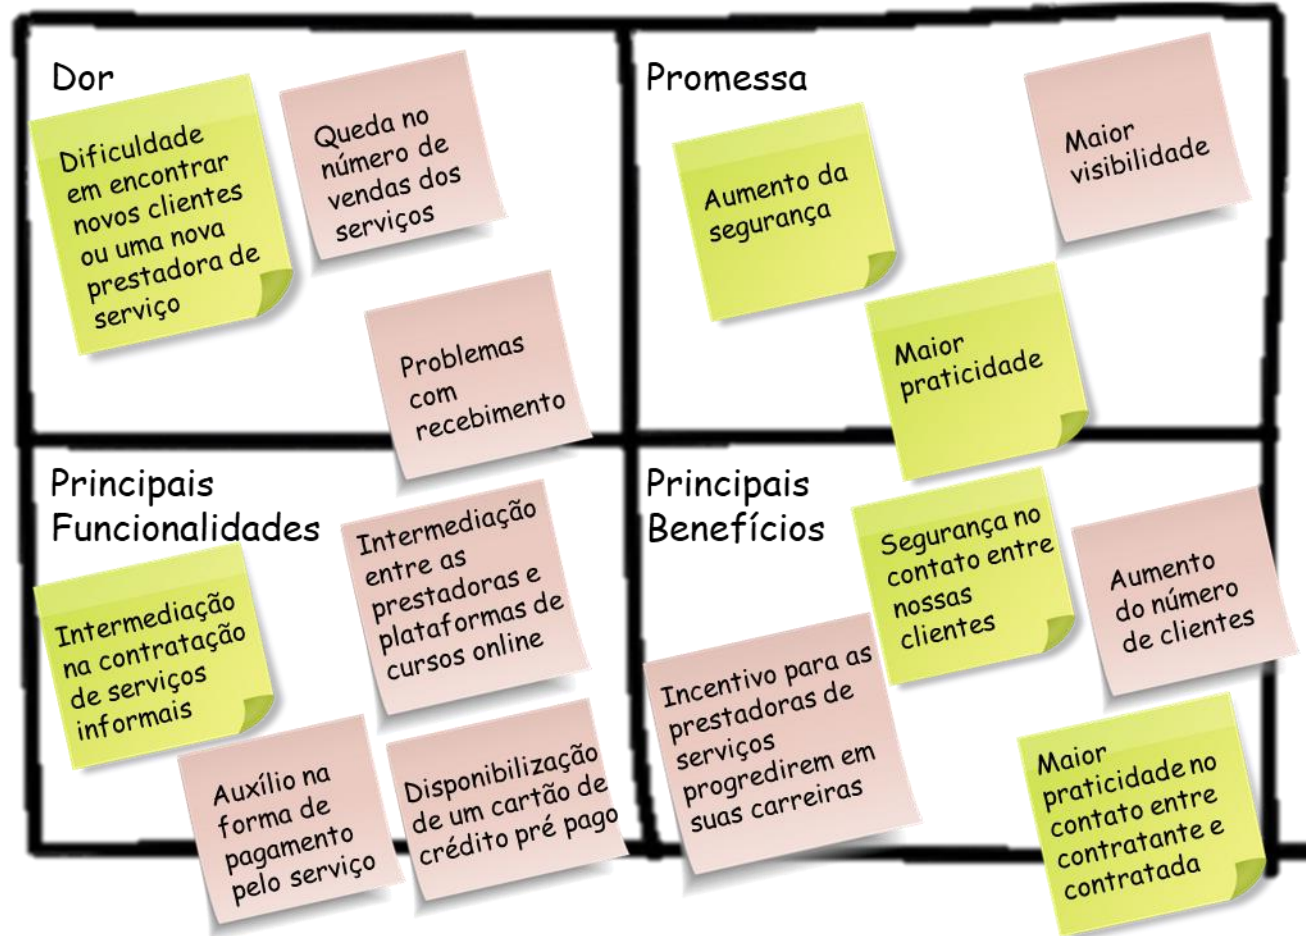 Dor
Dificuldade
em encontrar
novos clientes
ou uma nova
prestadora de
serviço
Queda no
número de
vendas dos
serviços
Problemas
com
recebimento
Promessa
Aumento da
segurança
Maior
visibilidade
Maior
praticidade
Principais
Funcionalidades
Intermediação
na contratação
de serviços
informais
Intermediação
entre as
prestadoras e
plataformas de
cursos online
Auxílio na
forma de
pagamento
pelo serviço
Disponibilização
de um cartão de
crédito pré pago
Principais
Benefícios
Segurança no
contato entre
nossas
clientes
Aumento
do número
de clientes
Incentivo para as
prestadoras de
serviços
progredirem em
suas carreiras
Maior
praticidade no
contato entre
contratante e
contratada